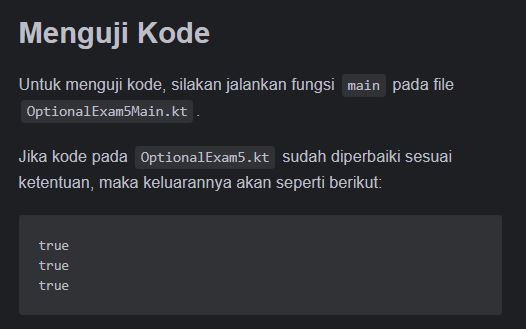 Menguji Kode
Untuk menguji kode, silakan jalankan fungsi main pada file
OptionalExam5Main.kt.
Jika kode pada OptionalExam5.kt sudah diperbaiki sesuai
ketentuan, maka keluarannya akan seperti berikut:
true
true
true